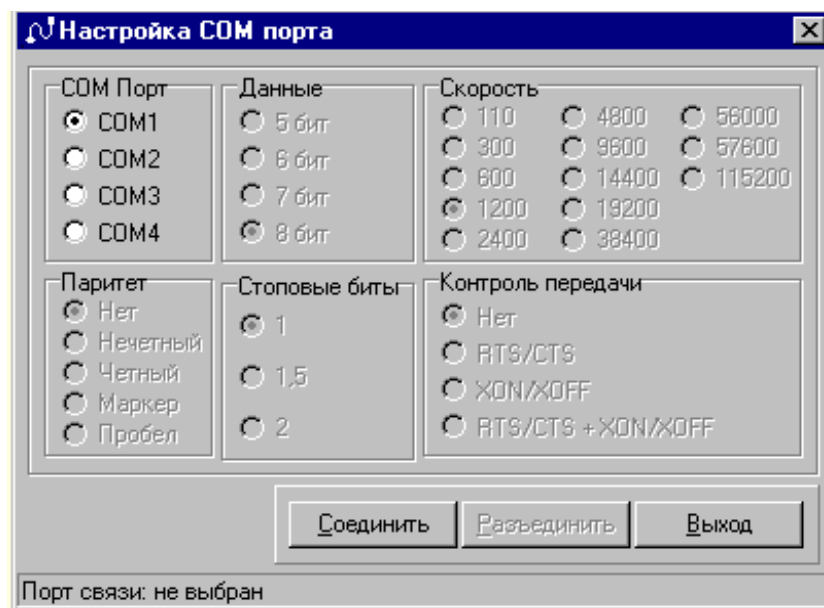 Настройка COM порта
COM Порт
COM1
COM2
COM3
COM4
Данные
5 бит
6 бит
7 бит
8 бит
Скорость
110
300
600
1200
2400
4800
9600
14400
19200
38400
56000
57600
115200
Паритет
Нет
Нечетный
Четный
Маркер
Пробел
Стоповые биты
1
1,5
2
Контроль передачи
Нет
RTS/CTS
XON/XOFF
RTS/CTS + XON/XOFF
Соединить
Разъединить
Выход
Порт связи: не выбран